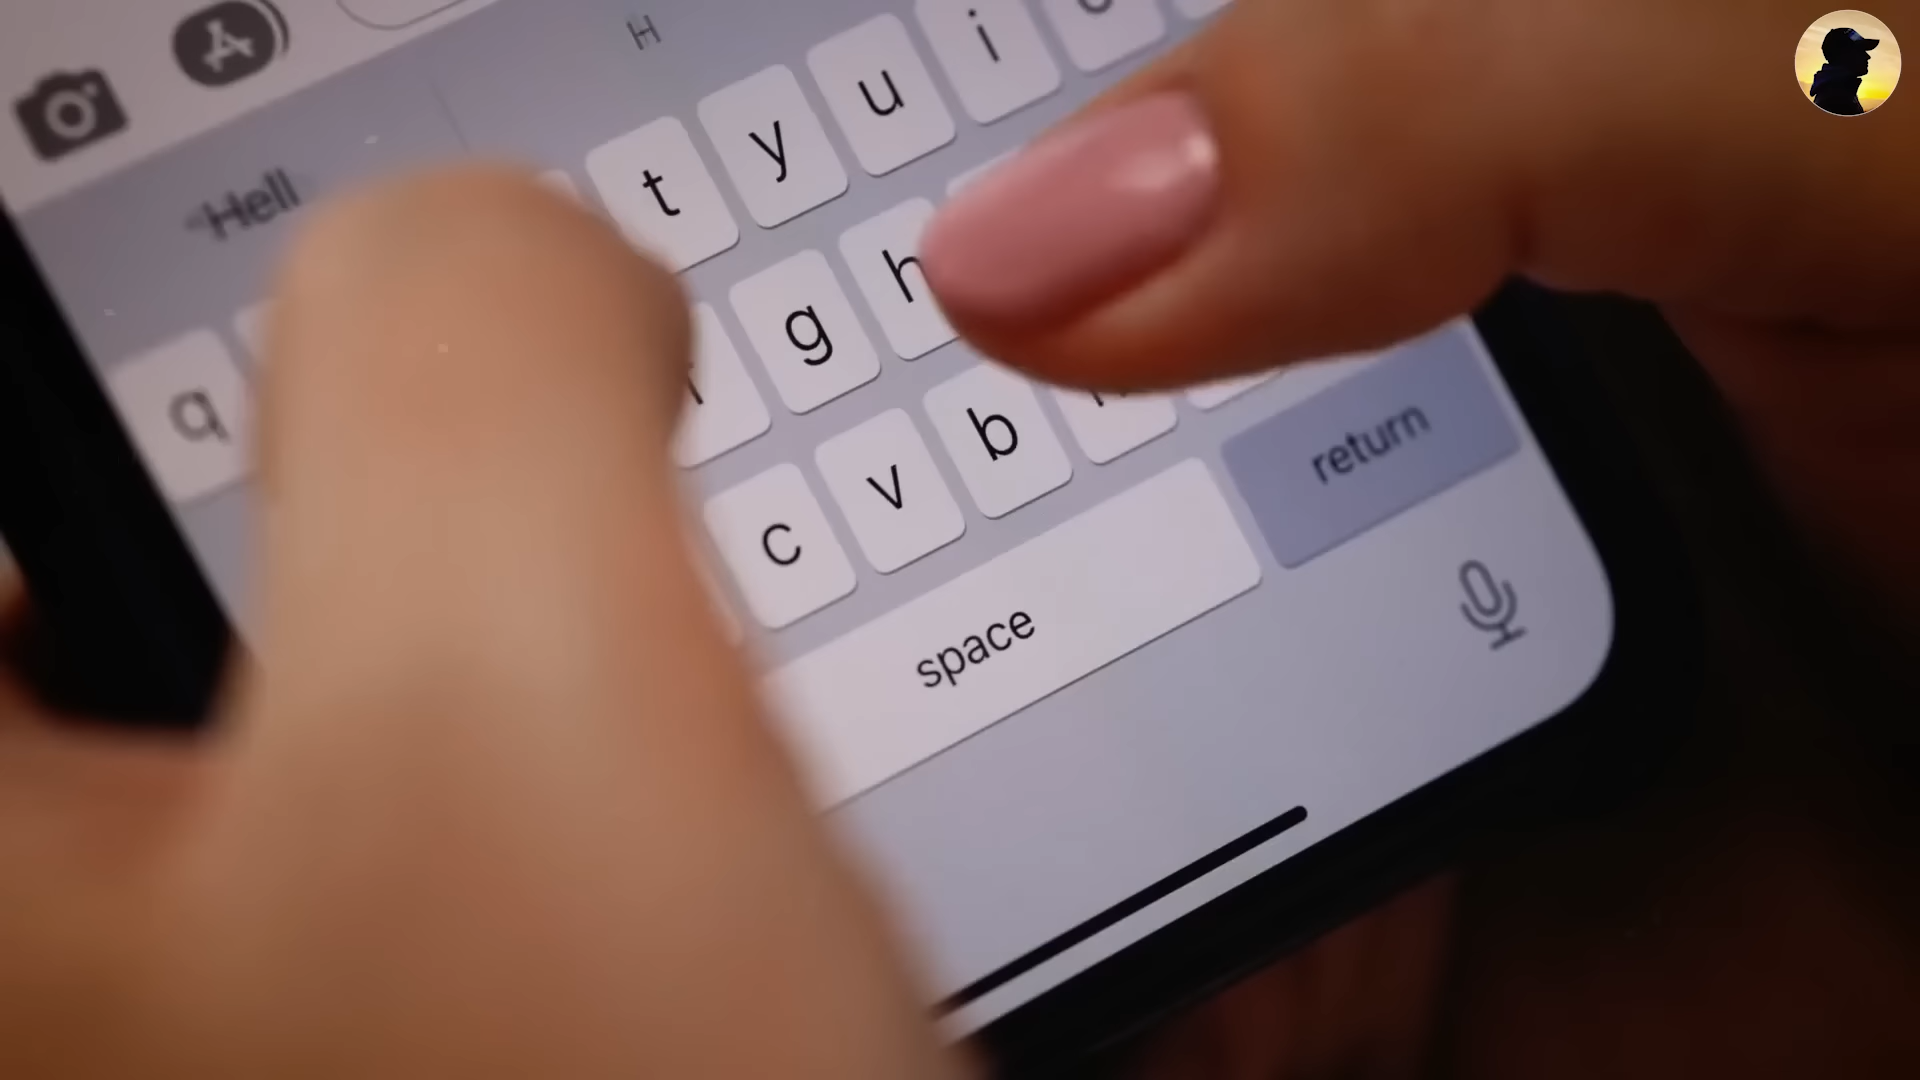 H
Hell
t y u i
q g h
c v b
space return